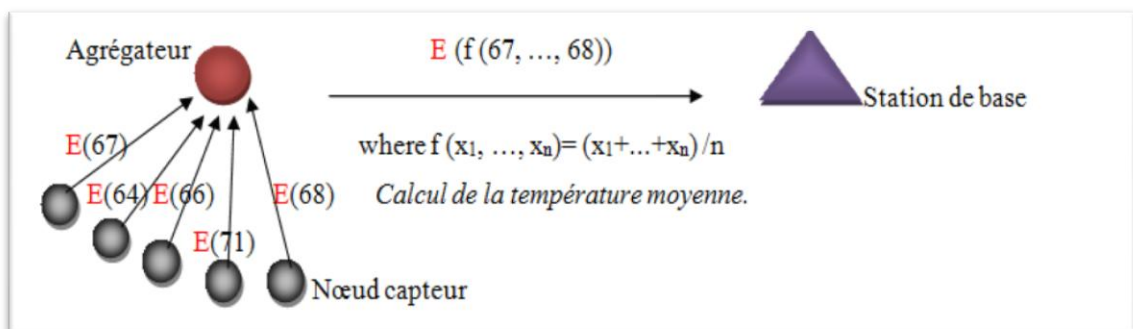 Agrégateur
E (f (67, ..., 68))
Station de base
E(67)
where f (x₁, ..., xₙ)= (x₁+...+xₙ) /n
E(64) E(66)
E(68)
Calcul de la température moyenne.
E(71)
Nœud capteur